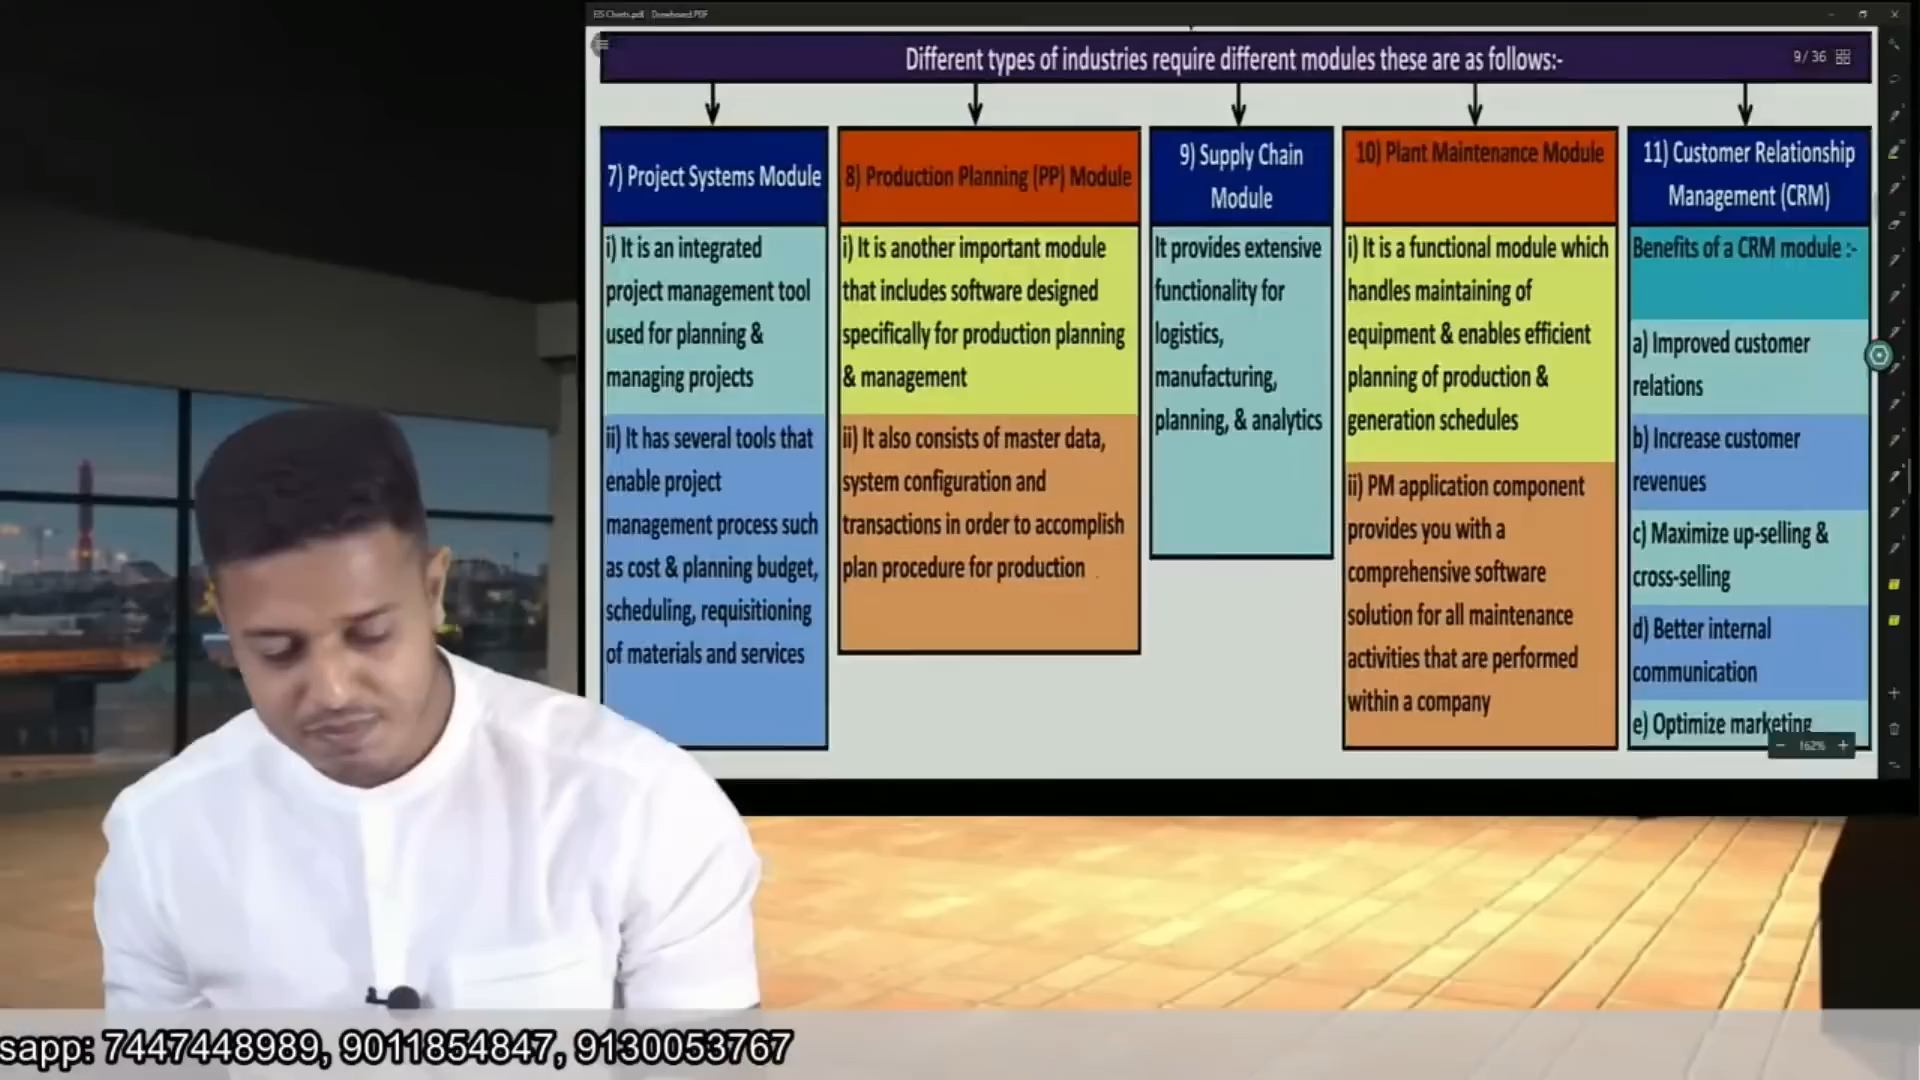 EIS Charts.pdf | Drawboard PDF
Different types of industries require different modules these are as follows:-
9/ 36
7) Project Systems Module
i) It is an integrated
project management tool
used for planning &
managing projects
ii) It has several tools that
enable project
management process such
as cost & planning budget,
scheduling, requisitioning
of materials and services
8) Production Planning (PP) Module
i) It is another important module
that includes software designed
specifically for production planning
& management
ii) It also consists of master data,
system configuration and
transactions in order to accomplish
plan procedure for production
9) Supply Chain
Module
It provides extensive
functionality for
logistics,
manufacturing,
planning, & analytics
10) Plant Maintenance Module
i) It is a functional module which
handles maintaining of
equipment & enables efficient
planning of production &
generation schedules
ii) PM application component
provides you with a
comprehensive software
solution for all maintenance
activities that are performed
within a company
11) Customer Relationship
Management (CRM)
Benefits of a CRM module :-
a) Improved customer
relations
b) Increase customer
revenues
c) Maximize up-selling &
cross-selling
d) Better internal
communication
e) Optimize marketing
162%
sapp: 7447448989, 9011854847, 9130053767